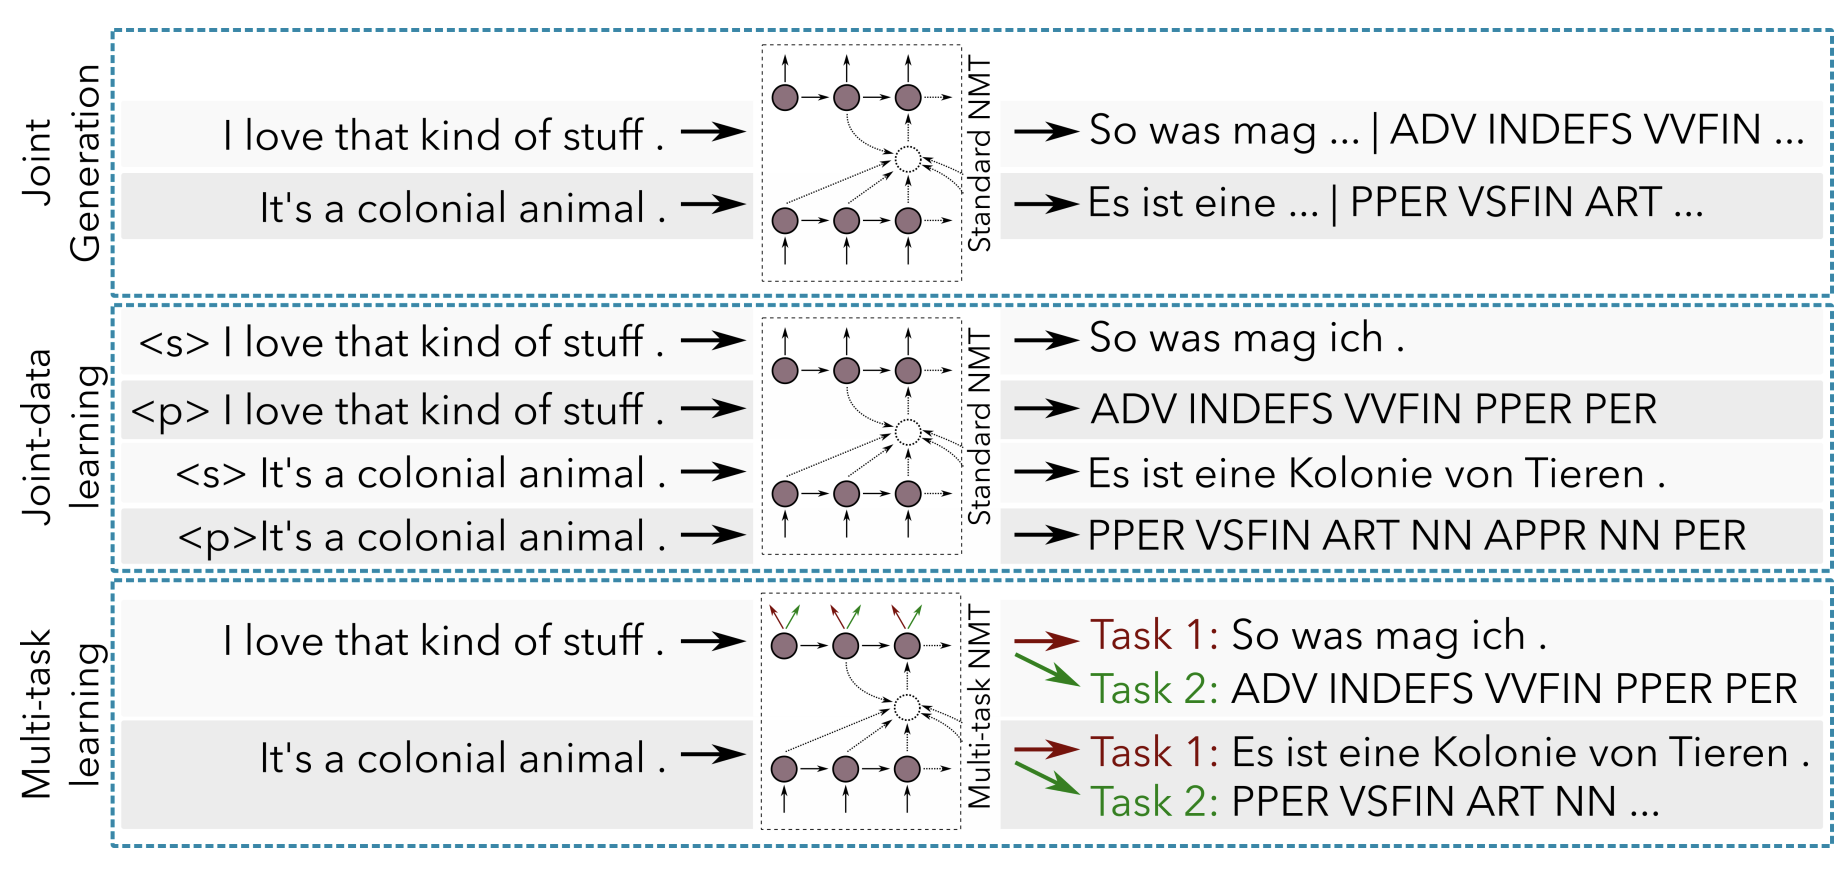 Joint
Generation
I love that kind of stuff .
It's a colonial animal .
Standard NMT
So was mag ... | ADV INDEFS VVFIN ...
Es ist eine ... | PPER VSFIN ART ...
Joint-data
learning
<s> I love that kind of stuff .
<p> I love that kind of stuff .
<s> It's a colonial animal .
<p>It's a colonial animal .
Standard NMT
So was mag ich .
ADV INDEFS VVFIN PPER PER
Es ist eine Kolonie von Tieren .
PPER VSFIN ART NN APPR NN PER
Multi-task
learning
I love that kind of stuff .
It's a colonial animal .
Multi-task NMT
Task 1: So was mag ich .
Task 2: ADV INDEFS VVFIN PPER PER
Task 1: Es ist eine Kolonie von Tieren .
Task 2: PPER VSFIN ART NN ...